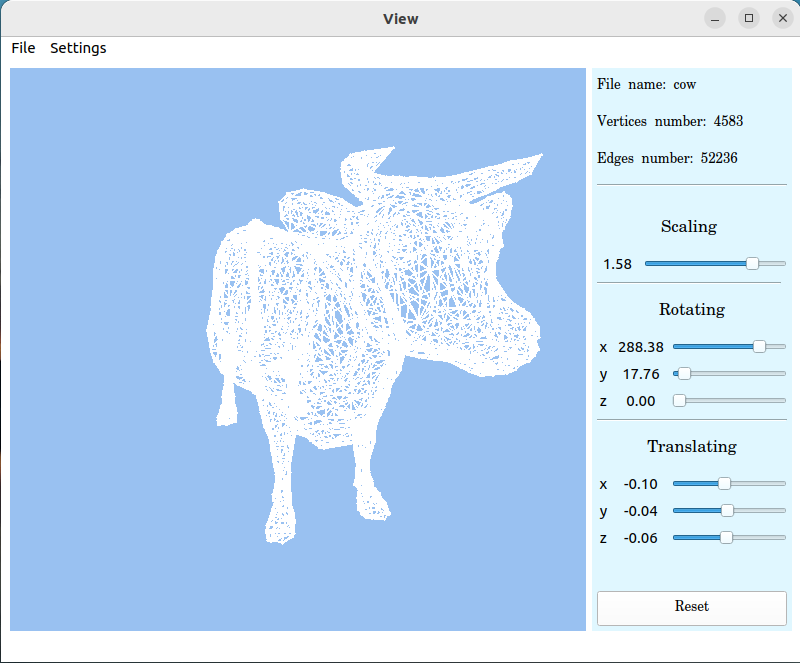 View
File Settings
File name: cow
Vertices number: 4583
Edges number: 52236
Scaling
1.58
Rotating
x 288.38
y 17.76
z 0.00
Translating
x -0.10
y -0.04
z -0.06
Reset